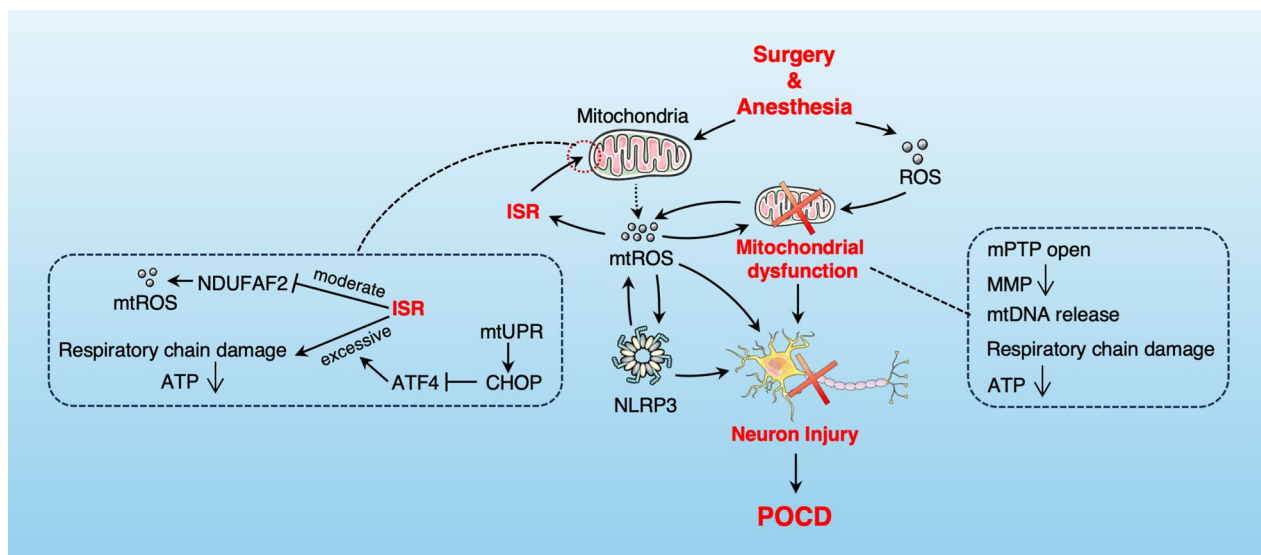 Surgery
&
Anesthesia
Mitochondria
ROS
ISR
mtROS
Mitochondrial
dysfunction
NLRP3
Neuron Injury
POCD
mtROS
NDUFAF2
moderate
ISR
excessive
Respiratory chain damage
ATP ↓
mtUPR
ATF4
CHOP
mPTP open
MMP ↓
mtDNA release
Respiratory chain damage
ATP ↓